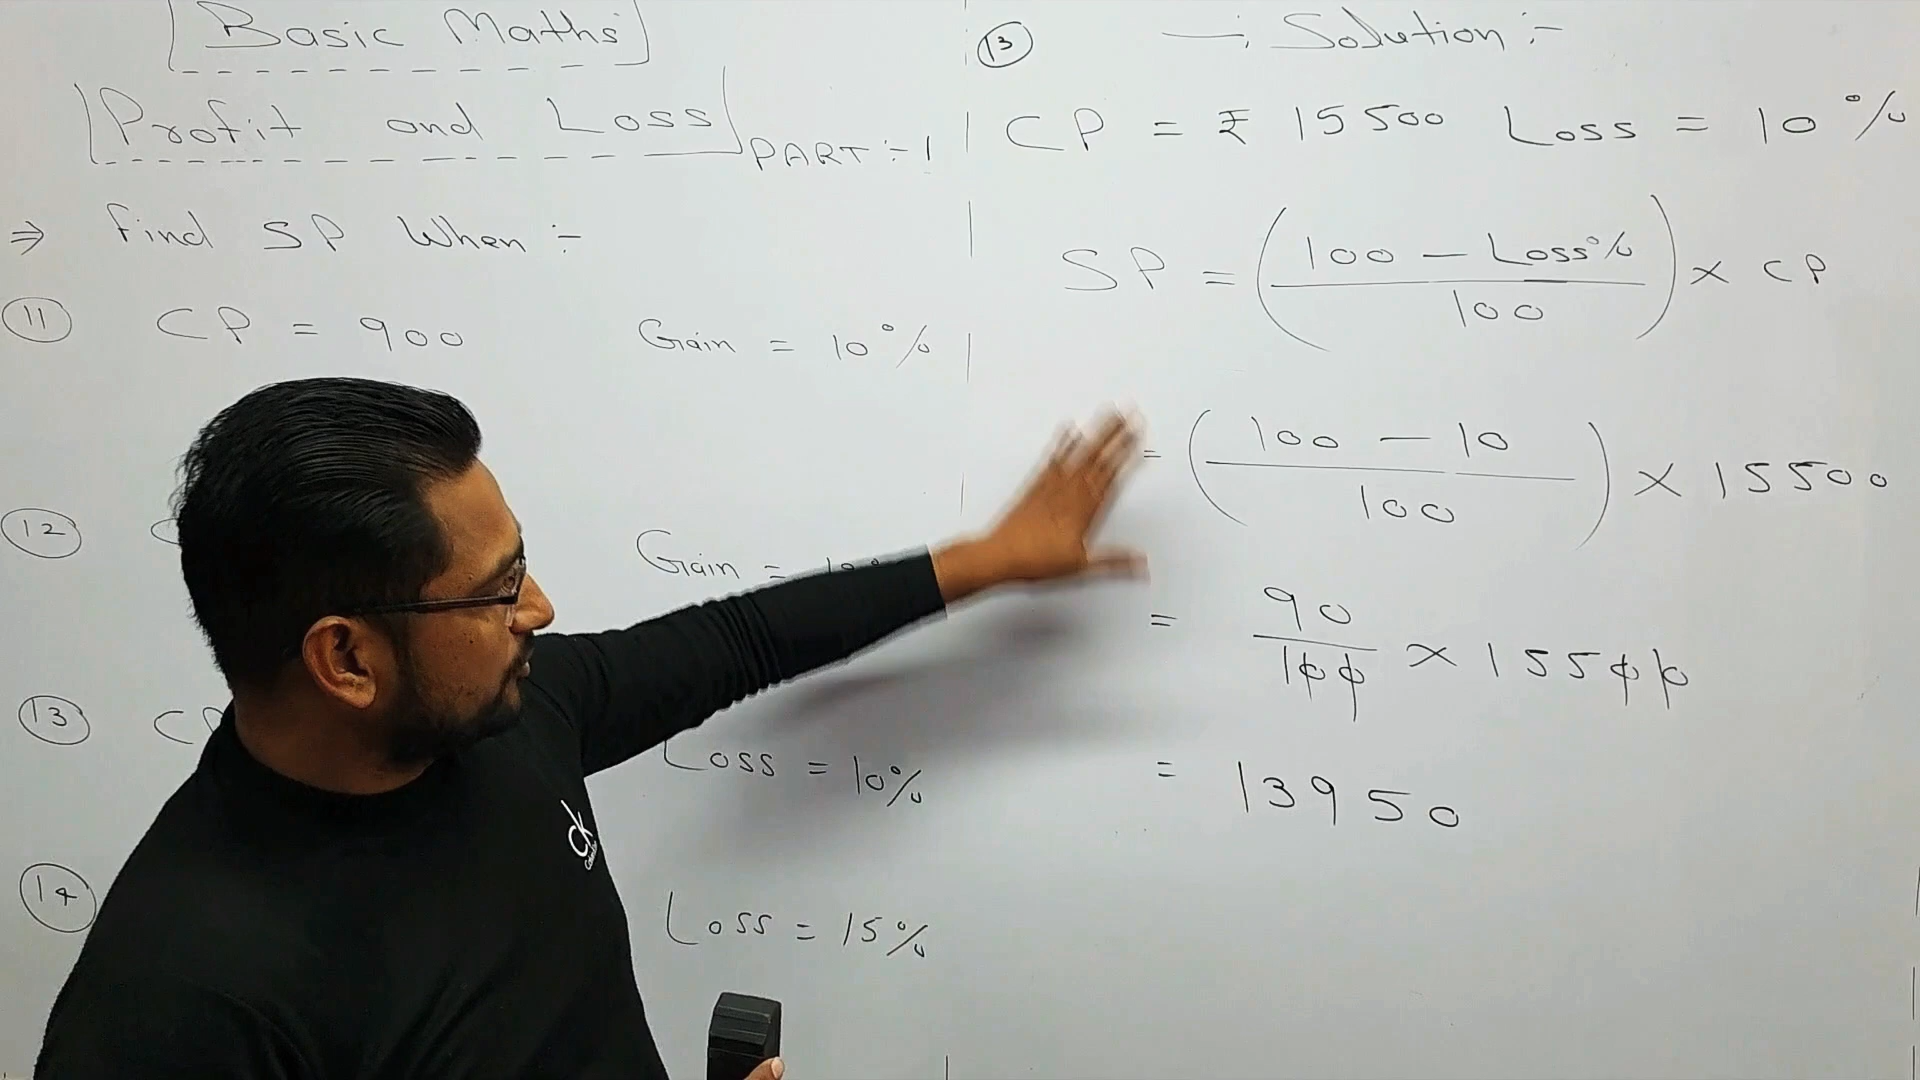 Basic Maths
Profit and Loss PART :- 1
⇒ Find SP When :-
11 CP = 900 Gain = 10%
12 Gain =
13 CP Loss = 10%
14 Loss = 15%
13 —: Solution :-
CP = ₹ 15500 Loss = 10%
SP = (100 - Loss% / 100) × CP
= (100 - 10 / 100) × 15500
= 90 / 100 × 15500
= 13950
CK